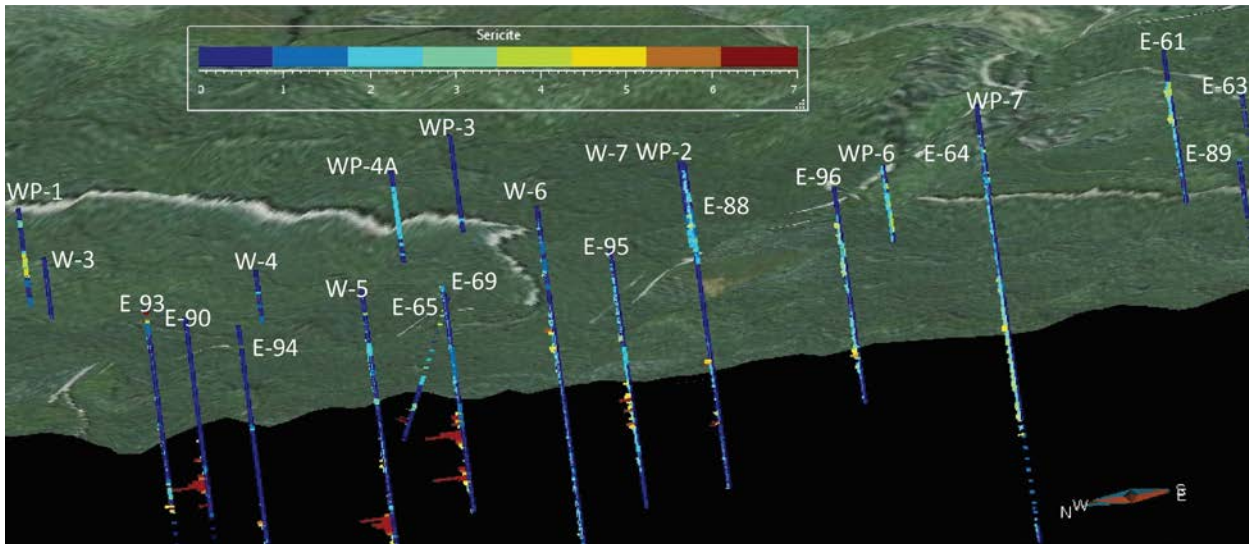 Sericite
0 1 2 3 4 5 6 7
E-61
E-63
WP-7
WP-3
W-7 WP-2
E-64
E-89
WP-4A
WP-6
E-96
WP-1
W-6
E-88
W-3
W-4
E-95
E-69
W-5
E-65
E 93
E-90
E-94
N W S E